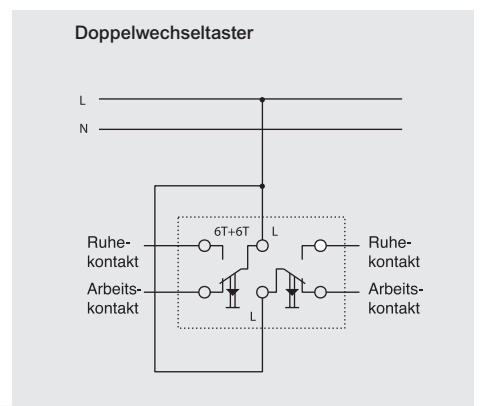 Doppelwechseltaster
L
N
6T+6T L
Ruhe-
kontakt
Ruhe-
kontakt
Arbeits-
kontakt
L
Arbeits-
kontakt